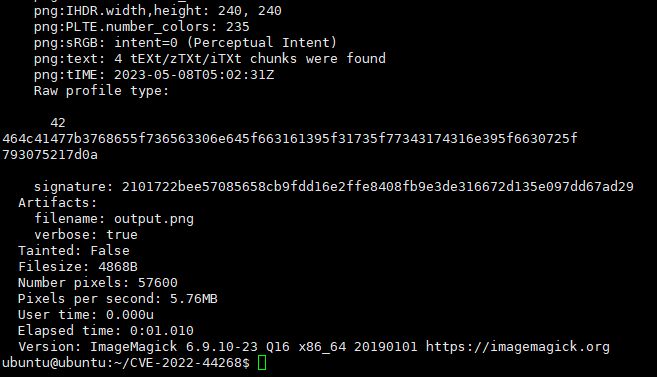 png:IHDR.width,height: 240, 240
png:PLTE.number_colors: 235
png:sRGB: intent=0 (Perceptual Intent)
png:text: 4 tEXt/zTXt/iTXt chunks were found
png:tIME: 2023-05-08T05:02:31Z
Raw profile type:
42
464c41477b3768655f736563306e645f663161395f31735f77343174316e395f6630725f
793075217d0a
signature: 2101722bee57085658cb9fdd16e2ffe8408fb9e3de316672d135e097dd67ad29
Artifacts:
filename: output.png
verbose: true
Tainted: False
Filesize: 4868B
Number pixels: 57600
Pixels per second: 5.76MB
User time: 0.000u
Elapsed time: 0:01.010
Version: ImageMagick 6.9.10-23 Q16 x86_64 20190101 https://imagemagick.org
ubuntu@ubuntu:~/CVE-2022-44268$